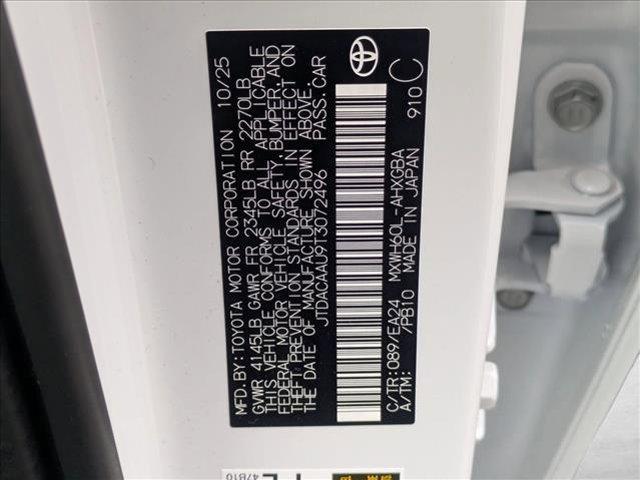 MFD.BY:TOYOTA MOTOR CORPORATION 10/25
GVWR 4145LB GAWR FR 2345LB RR 2270LB
THIS VEHICLE CONFORMS TO ALL APPLICABLE
FEDERAL MOTOR VEHICLE SAFETY,BUMPER,AND
THEFT PREVENTION STANDARDS IN EFFECT ON
THE DATE OF MANUFACTURE SHOWN ABOVE.
JTDACAAU9T3072496 PASS.CAR
C/TR:089/EA24 MXWH60L-AHXGBA
A/TM: /PB10 MADE IN JAPAN 910 C
47B10